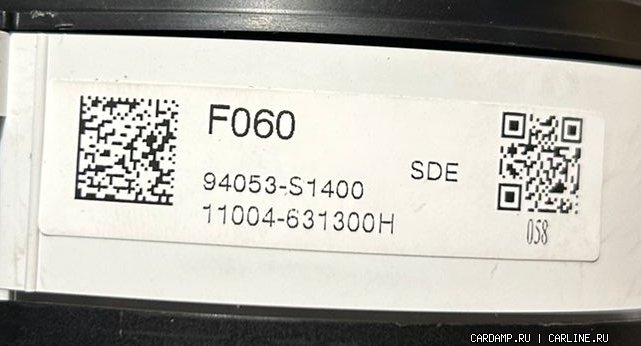 F060
SDE
94053-S1400
11004-631300H
058
CARDAMP.RU | CARLINE.RU